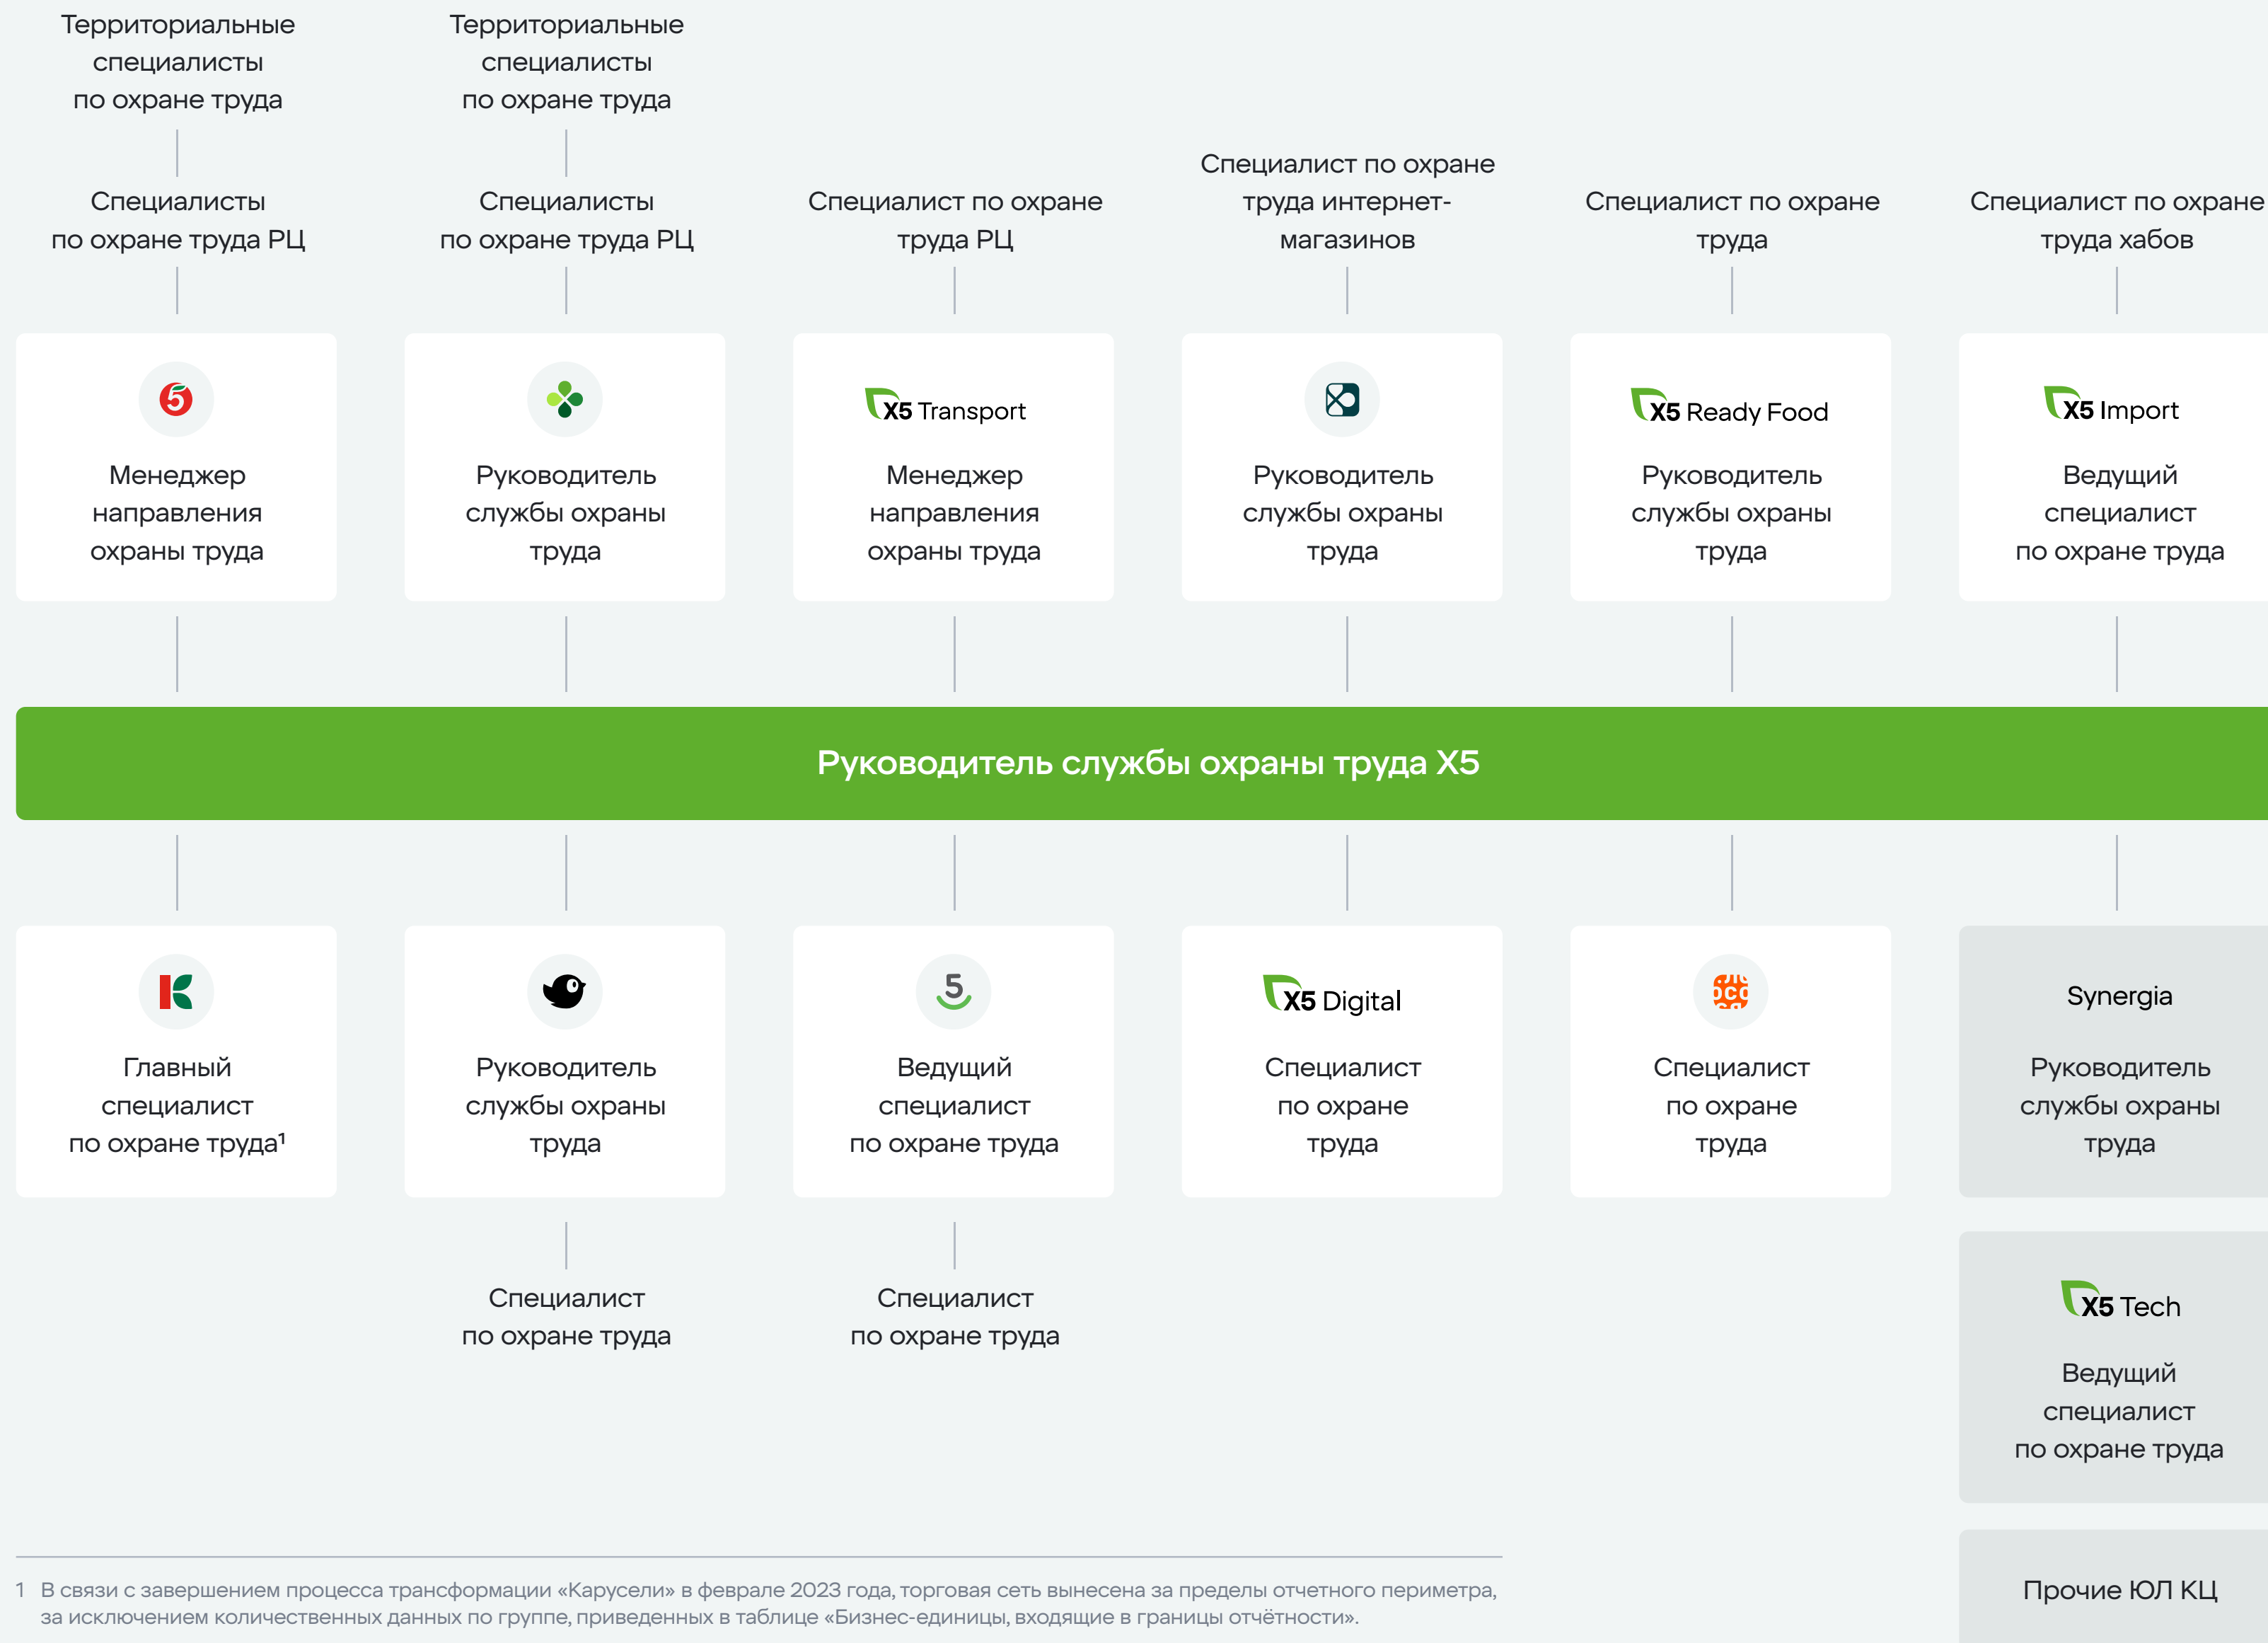 Территориальные
специалисты
по охране труда
Территориальные
специалисты
по охране труда
Специалисты
по охране труда РЦ
Специалисты
по охране труда РЦ
Специалист по охране
труда РЦ
Специалист по охране
труда интернет-
магазинов
Специалист по охране
труда
Специалист по охране
труда хабов
5
Менеджер
направления
охраны труда
Руководитель
службы охраны
труда
X5 Transport
Менеджер
направления
охраны труда
Руководитель
службы охраны
труда
X5 Ready Food
Руководитель
службы охраны
труда
X5 Import
Ведущий
специалист
по охране труда
Руководитель службы охраны труда X5
Главный
специалист
по охране труда¹
Руководитель
службы охраны
труда
5
Ведущий
специалист
по охране труда
X5 Digital
Специалист
по охране
труда
Специалист
по охране
труда
Synergia
Руководитель
службы охраны
труда
Специалист
по охране труда
Специалист
по охране труда
X5 Tech
Ведущий
специалист
по охране труда
Прочие ЮЛ КЦ
1 В связи с завершением процесса трансформации «Карусели» в феврале 2023 года, торговая сеть вынесена за пределы отчетного периметра,
за исключением количественных данных по группе, приведенных в таблице «Бизнес-единицы, входящие в границы отчётности».